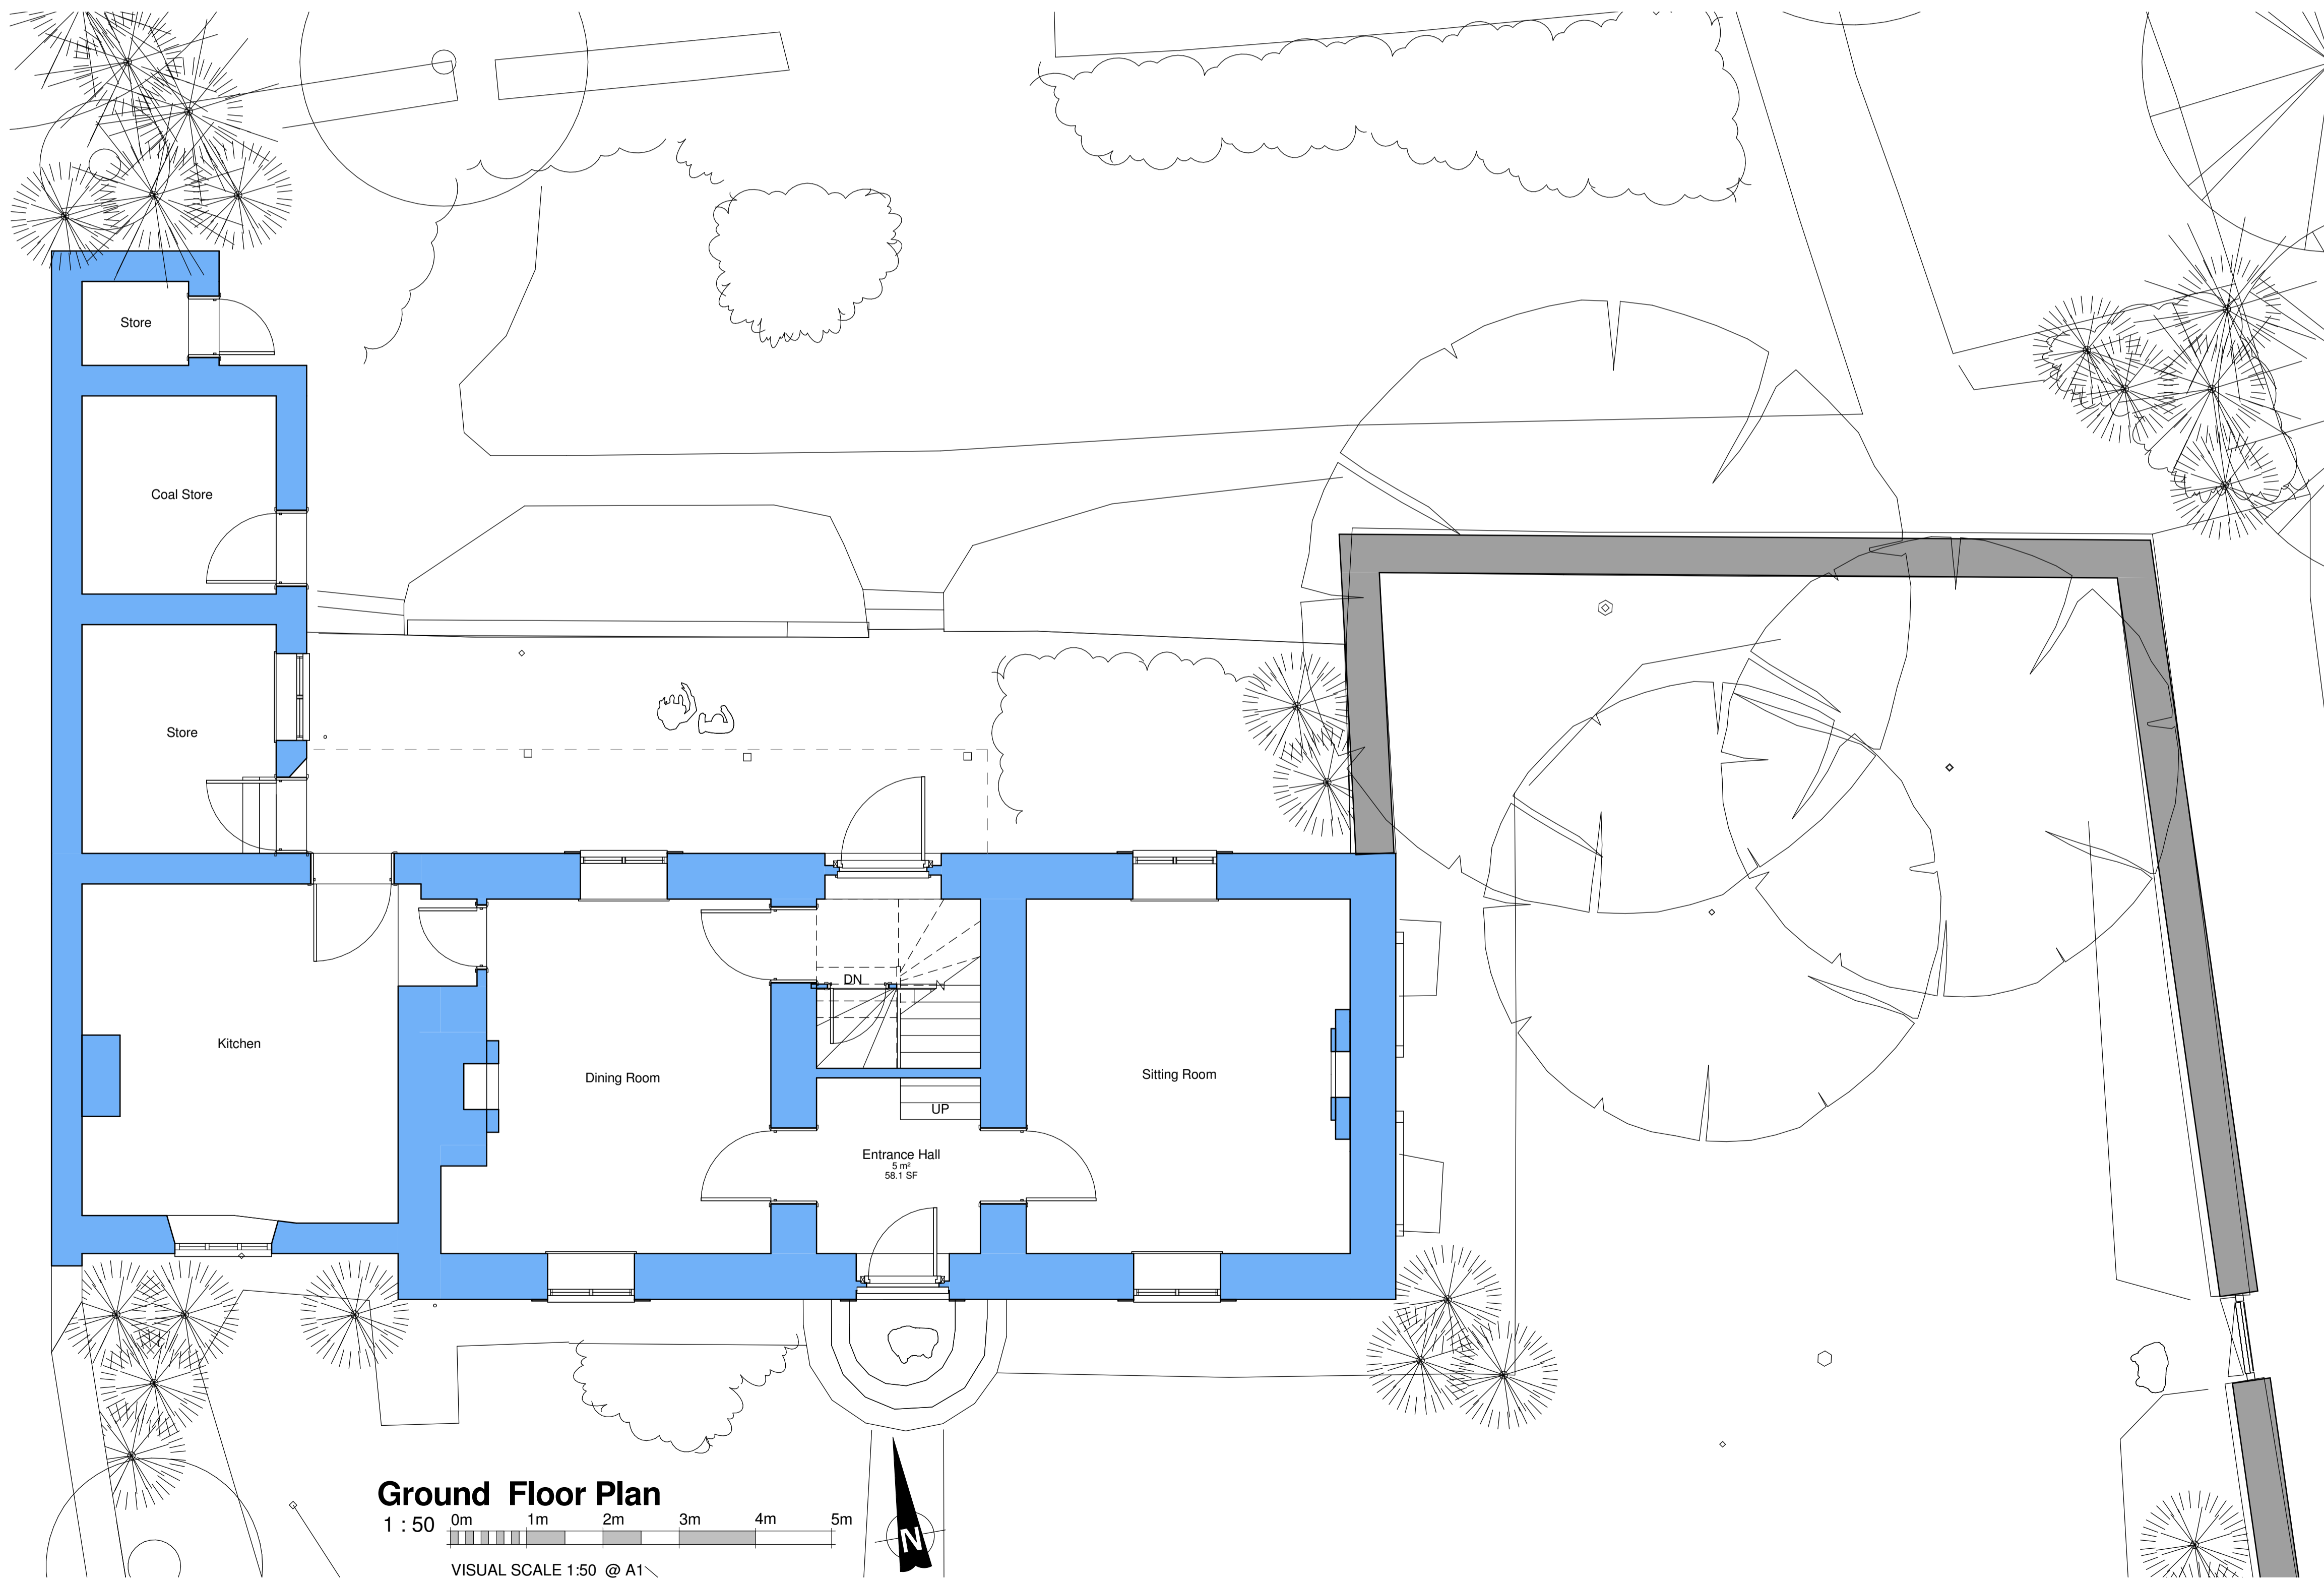 Store
Coal Store
Store
DN
Kitchen
Dining Room
Sitting Room
UP
Entrance Hall
5 m²
58.1 SF
Ground Floor Plan
1 : 50
0m 1m 2m 3m 4m 5m
VISUAL SCALE 1:50 @ A1
N